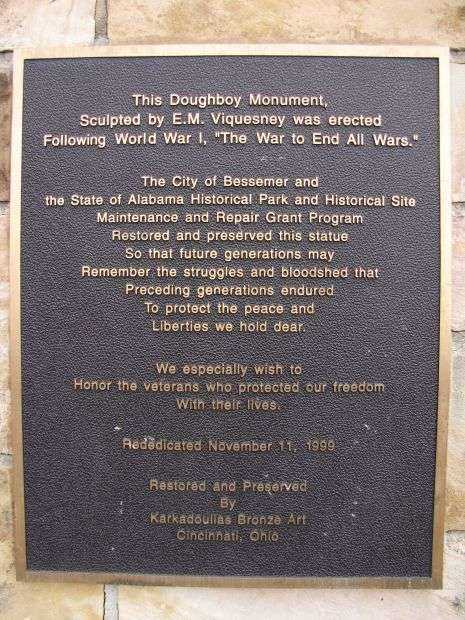 This Doughboy Monument,
Sculpted by E.M. Viquesney was erected
Following World War I, "The War to End All Wars."
The City of Bessemer and
the State of Alabama Historical Park and Historical Site
Maintenance and Repair Grant Program
Restored and preserved this statue
So that future generations may
Remember the struggles and bloodshed that
Preceding generations endured
To protect the peace and
Liberties we hold dear.
We especially wish to
Honor the veterans who protected our freedom
With their lives.
Rededicated November 11, 1999
Restored and Preserved
By
Karkadoulias Bronze Art
Cincinnati, Ohio